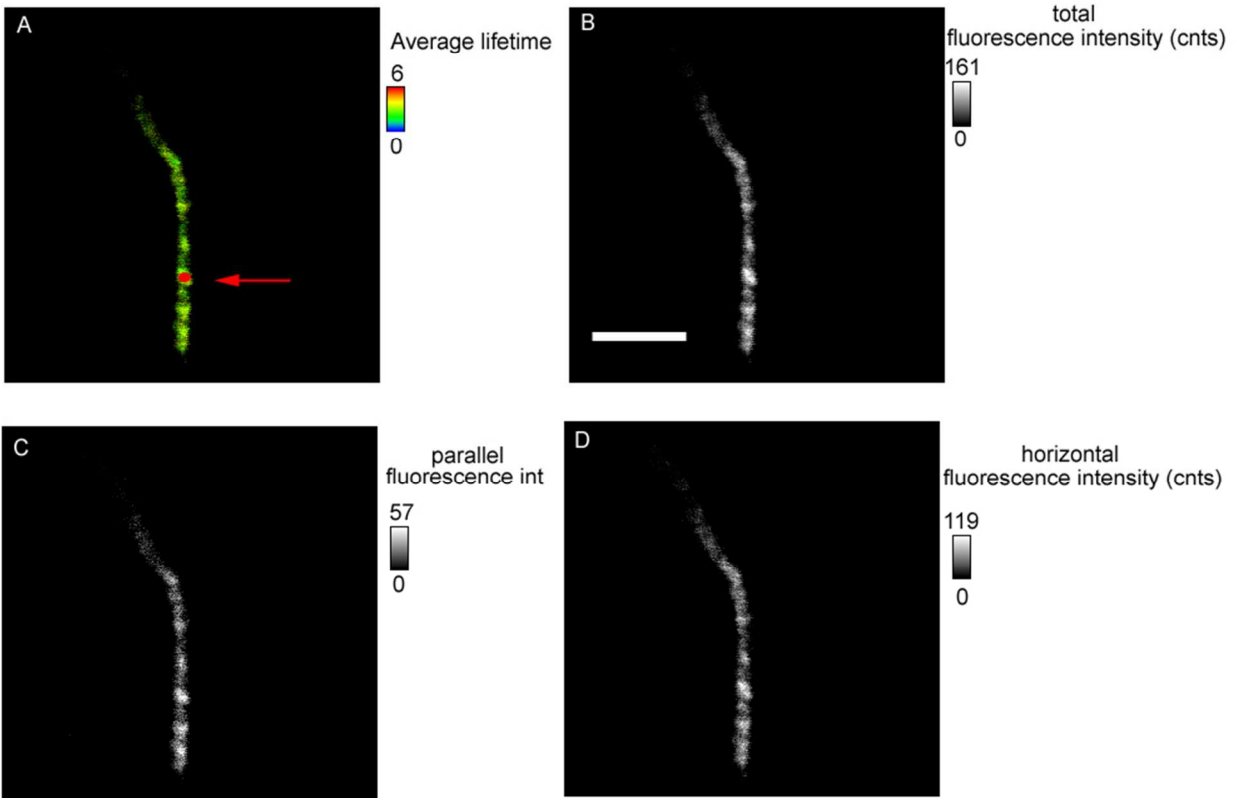 A
Average lifetime
6
0
B
total
fluorescence intensity (cnts)
161
0
C
parallel
fluorescence int
57
0
D
horizontal
fluorescence intensity (cnts)
119
0